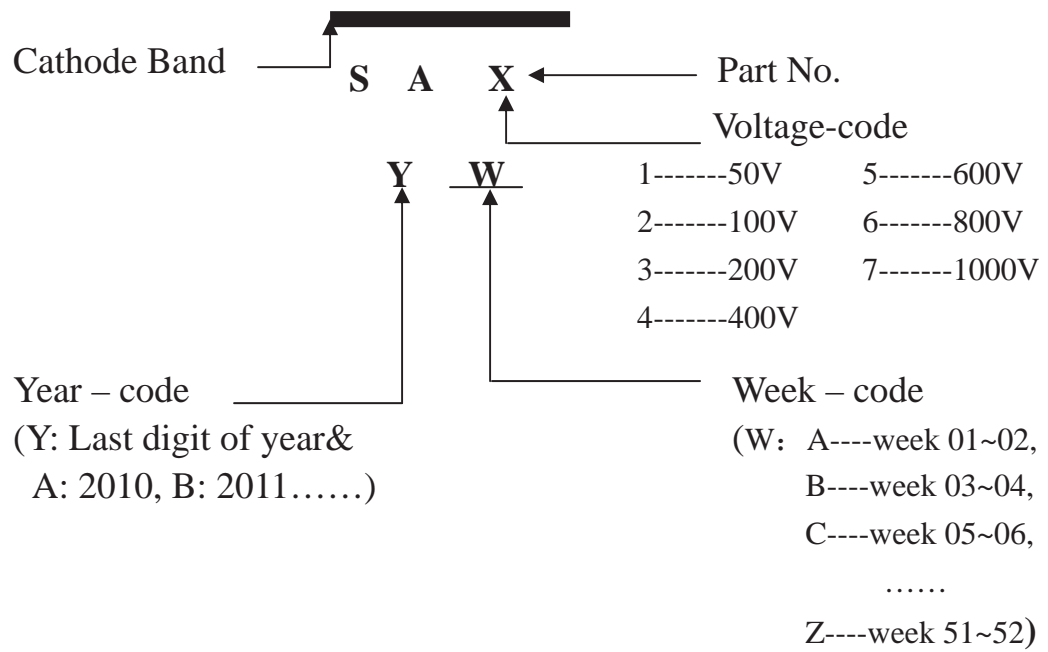 Cathode Band
S A X
Part No.
Voltage-code
Y W
1-------50V 5-------600V
2-------100V 6-------800V
3-------200V 7-------1000V
4-------400V
Year – code
(Y: Last digit of year&
A: 2010, B: 2011……)
Week – code
(W：A----week 01~02,
B----week 03~04,
C----week 05~06,
……
Z----week 51~52)